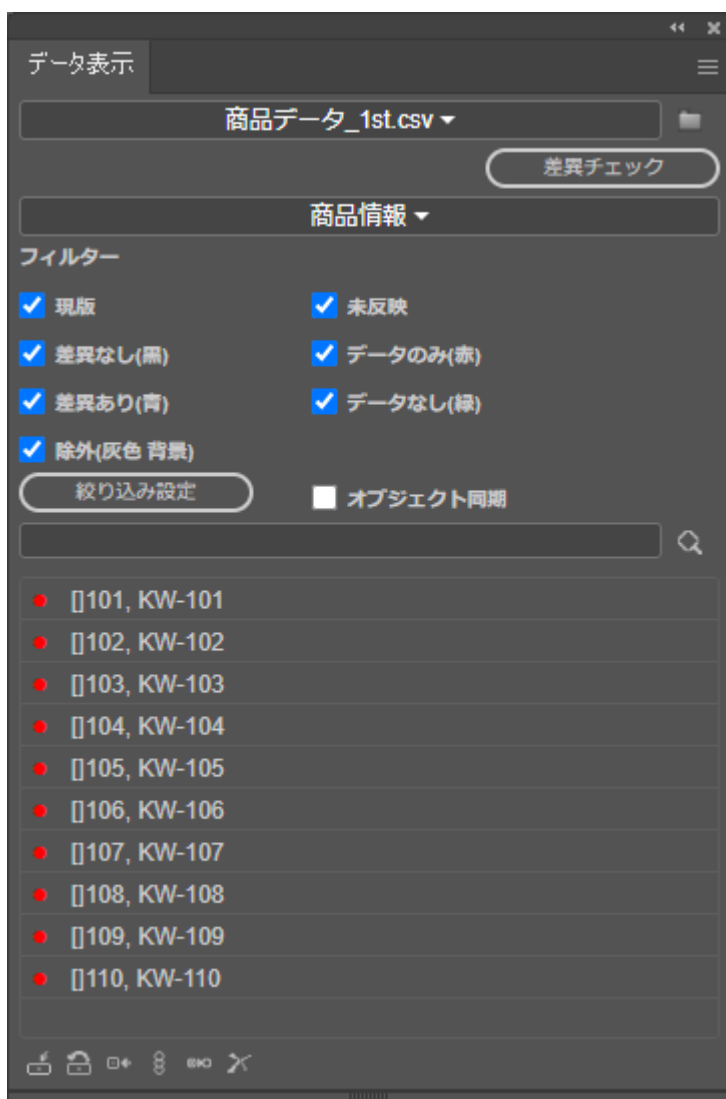 データ表示
商品データ_1st.csv
差異チェック
商品情報
フィルター
現版 未反映
差異なし(黒) データのみ(赤)
差異あり(青) データなし(緑)
除外(灰色 背景)
絞り込み設定 オブジェクト同期
[]101, KW-101
[]102, KW-102
[]103, KW-103
[]104, KW-104
[]105, KW-105
[]106, KW-106
[]107, KW-107
[]108, KW-108
[]109, KW-109
[]110, KW-110